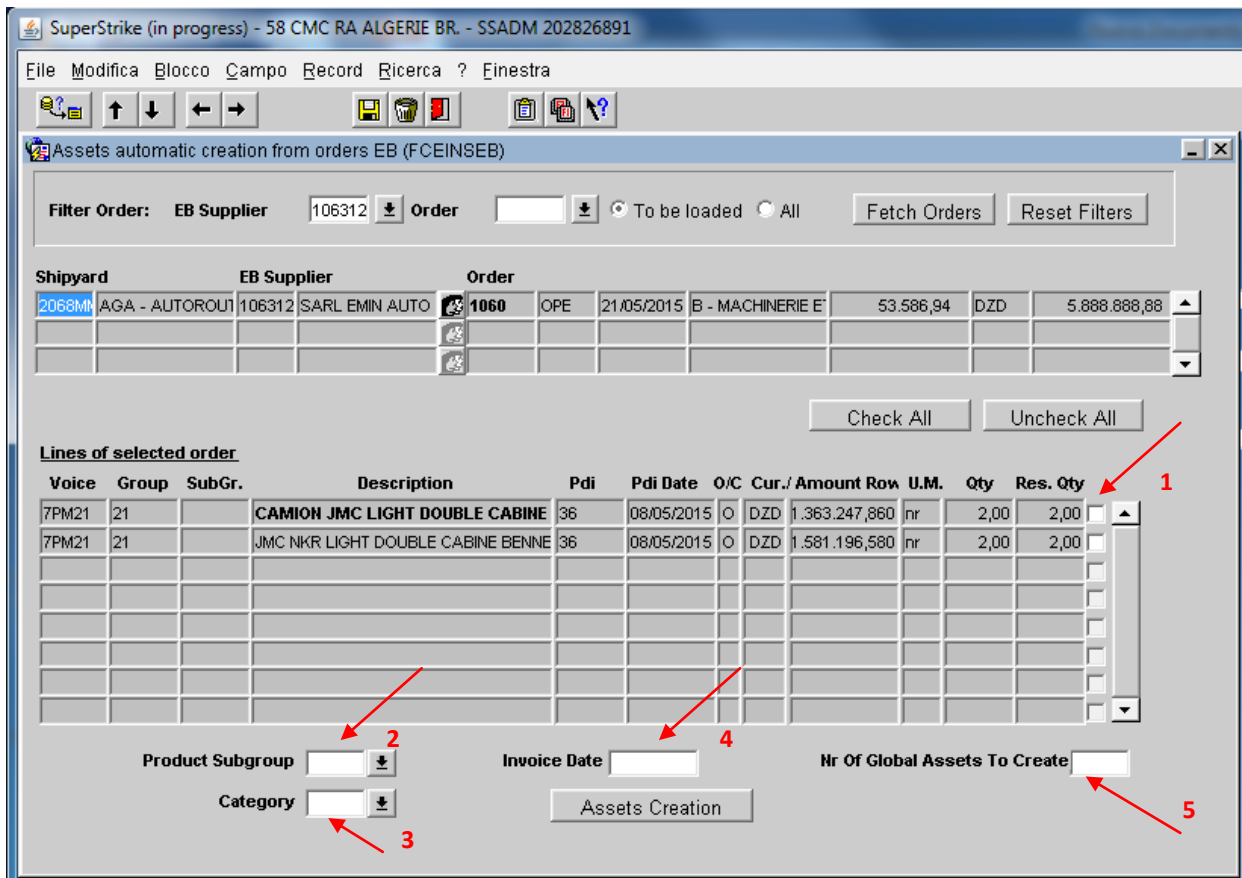 SuperStrike (in progress) - 58 CMC RA ALGERIE BR. - SSADM 202826891
File Modifica Blocco Campo Record Ricerca ? Finestra
Assets automatic creation from orders EB (FCEINSEB)
Filter Order: EB Supplier 106312 Order To be loaded All Fetch Orders Reset Filters
Shipyard EB Supplier Order
2068MN AGA - AUTOROUT 106312 SARL EMIN AUTO 1060 OPE 21/05/2015 B - MACHINERIE ET 53.586,94 DZD 5.888.888,88
Check All Uncheck All
1
Lines of selected order
Voice Group SubGr. Description Pdi Pdi Date O/C Cur./ Amount Row U.M. Qty Res. Qty
7PM21 21 CAMION JMC LIGHT DOUBLE CABINE 36 08/05/2015 O DZD 1.363.247,860 nr 2,00 2,00
7PM21 21 JMC NKR LIGHT DOUBLE CABINE BENNE 36 08/05/2015 O DZD 1.581.196,580 nr 2,00 2,00
2 4
Product Subgroup Invoice Date Nr Of Global Assets To Create
Category Assets Creation 5
3